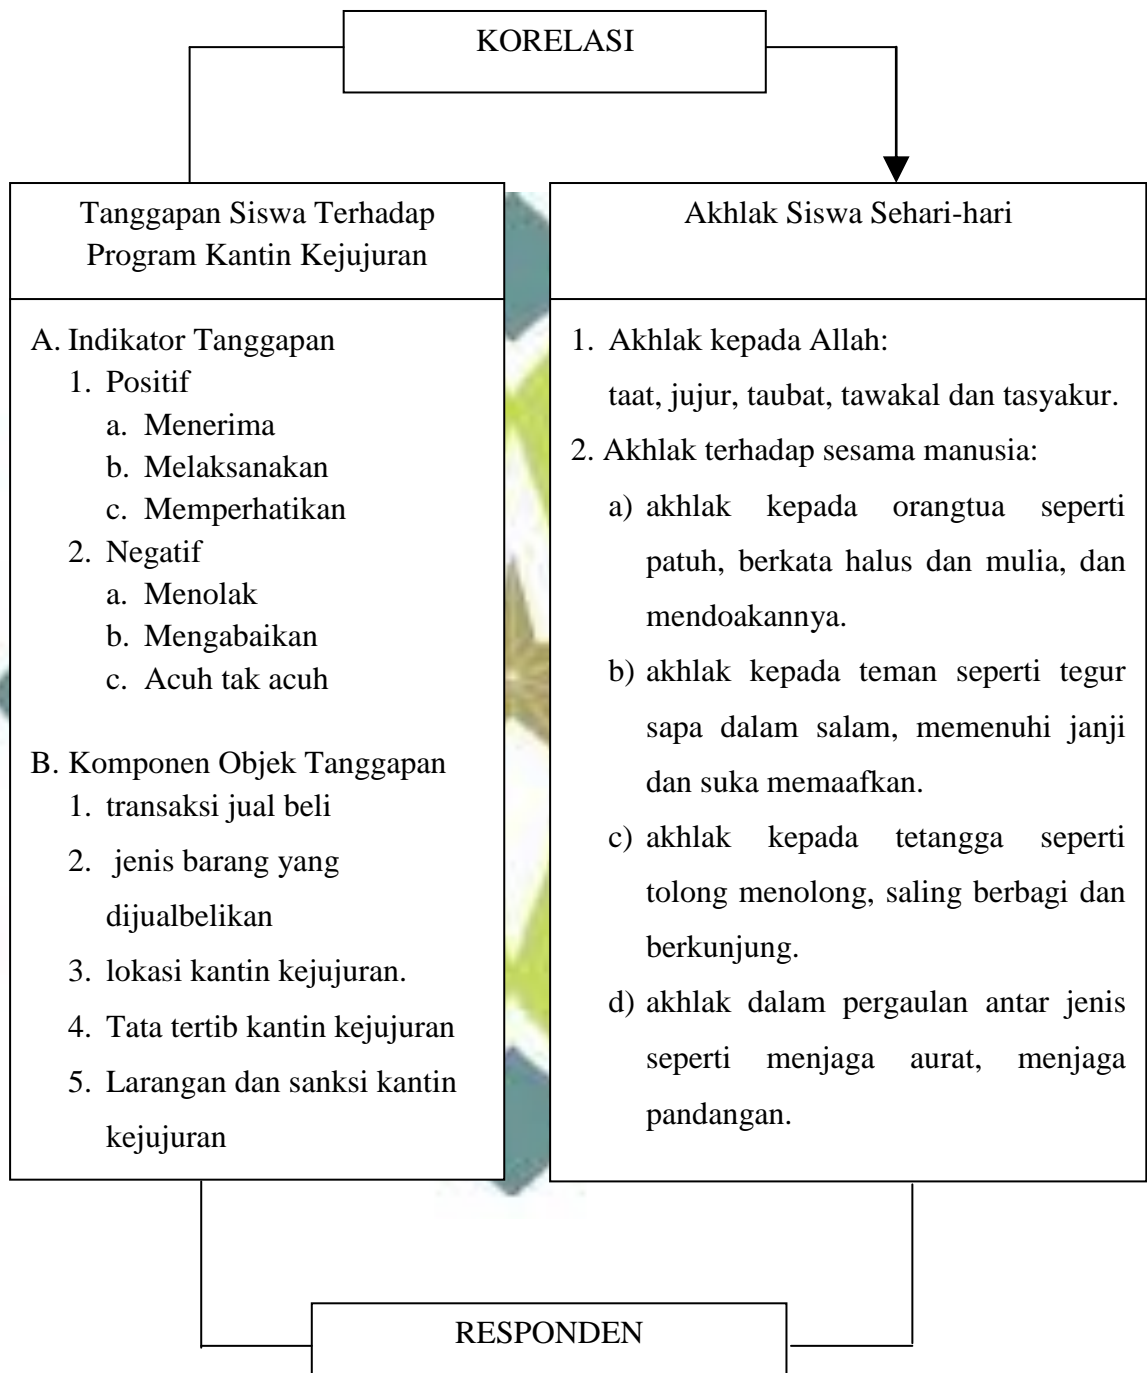 KORELASI
Tanggapan Siswa Terhadap
Program Kantin Kejujuran
A. Indikator Tanggapan
1. Positif
a. Menerima
b. Melaksanakan
c. Memperhatikan
2. Negatif
a. Menolak
b. Mengabaikan
c. Acuh tak acuh
B. Komponen Objek Tanggapan
1. transaksi jual beli
2. jenis barang yang
dijualbelikan
3. lokasi kantin kejujuran.
4. Tata tertib kantin kejujuran
5. Larangan dan sanksi kantin
kejujuran
Akhlak Siswa Sehari-hari
1. Akhlak kepada Allah:
taat, jujur, taubat, tawakal dan tasyakur.
2. Akhlak terhadap sesama manusia:
a) akhlak kepada orangtua seperti
patuh, berkata halus dan mulia, dan
mendoakannya.
b) akhlak kepada teman seperti tegur
sapa dalam salam, memenuhi janji
dan suka memaafkan.
c) akhlak kepada tetangga seperti
tolong menolong, saling berbagi dan
berkunjung.
d) akhlak dalam pergaulan antar jenis
seperti menjaga aurat, menjaga
pandangan.
RESPONDEN